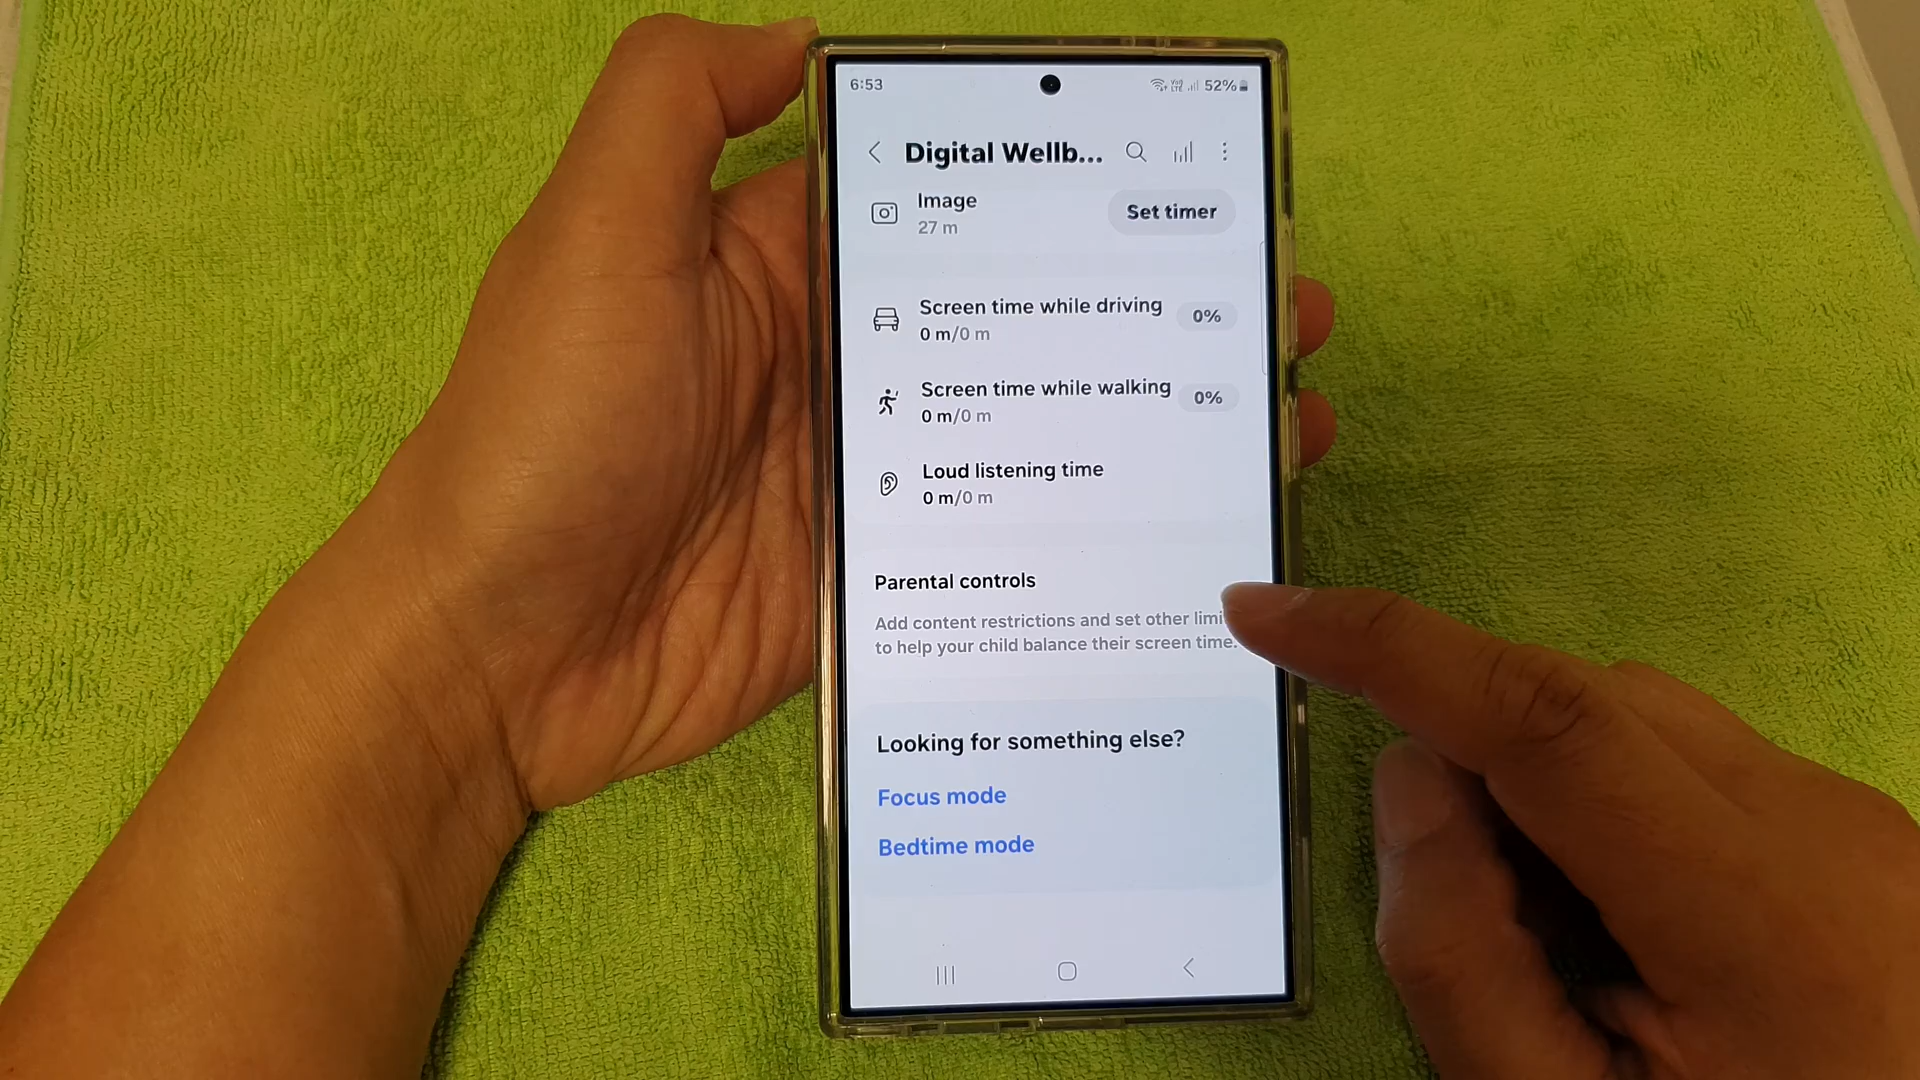 6:53
52%
Digital Wellb...
Image
27 m
Set timer
Screen time while driving
0 m/0 m
0%
Screen time while walking
0 m/0 m
0%
Loud listening time
0 m/0 m
Parental controls
Add content restrictions and set other limi
to help your child balance their screen time.
Looking for something else?
Focus mode
Bedtime mode